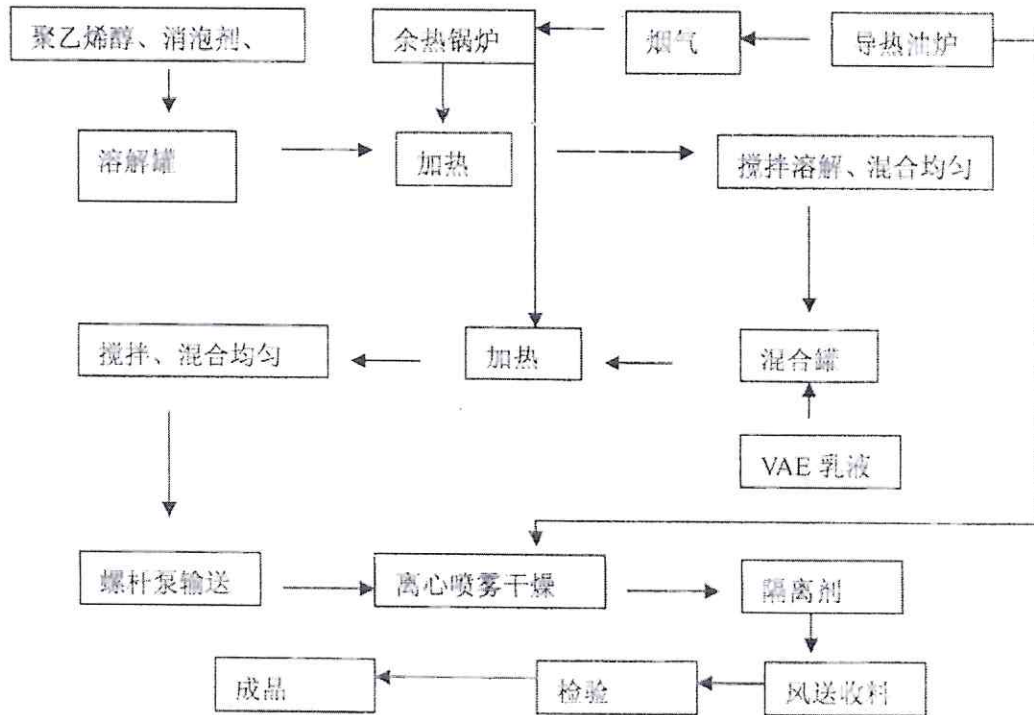 聚乙烯醇、消泡剂、
余热锅炉
烟气
导热油炉
溶解罐
加热
搅拌溶解、混合均匀
搅拌、混合均匀
加热
混合罐
VAE 乳液
螺杆泵输送
离心喷雾干燥
隔离剂
成品
检验
风送收料